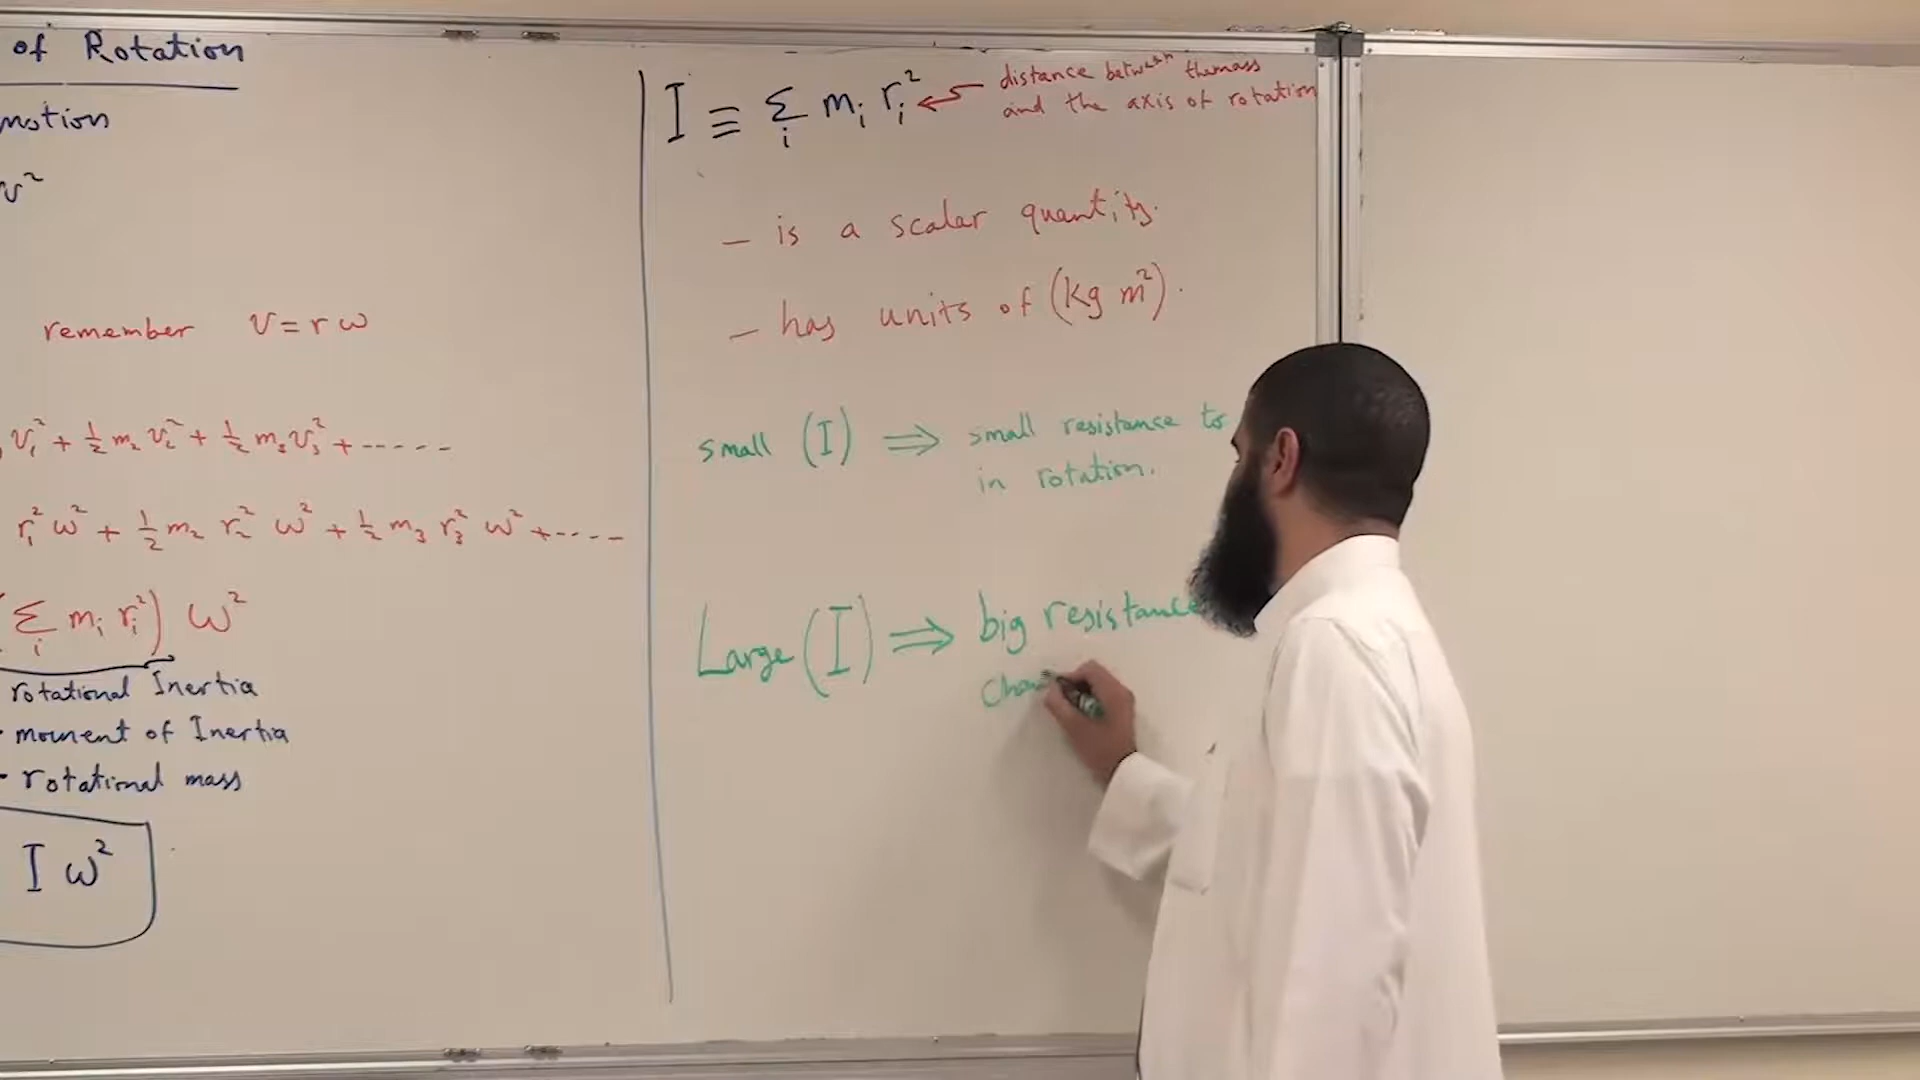 of Rotation
motion
v²
remember v = r ω
v₁² + ½ m₂ v₂² + ½ m₃ v₃² + -----
r₁² ω² + ½ m₂ r₂² ω² + ½ m₃ r₃² ω² + ----
(Σᵢ mᵢ rᵢ²) ω²
rotational Inertia
moment of Inertia
rotational mass
I ω²
I ≡ Σᵢ mᵢ rᵢ²
distance between the mass
and the axis of rotation
– is a scalar quantity.
– has units of (kg m²).
small (I) ⇒ small resistance to
in rotation.
Large (I) ⇒ big resistance